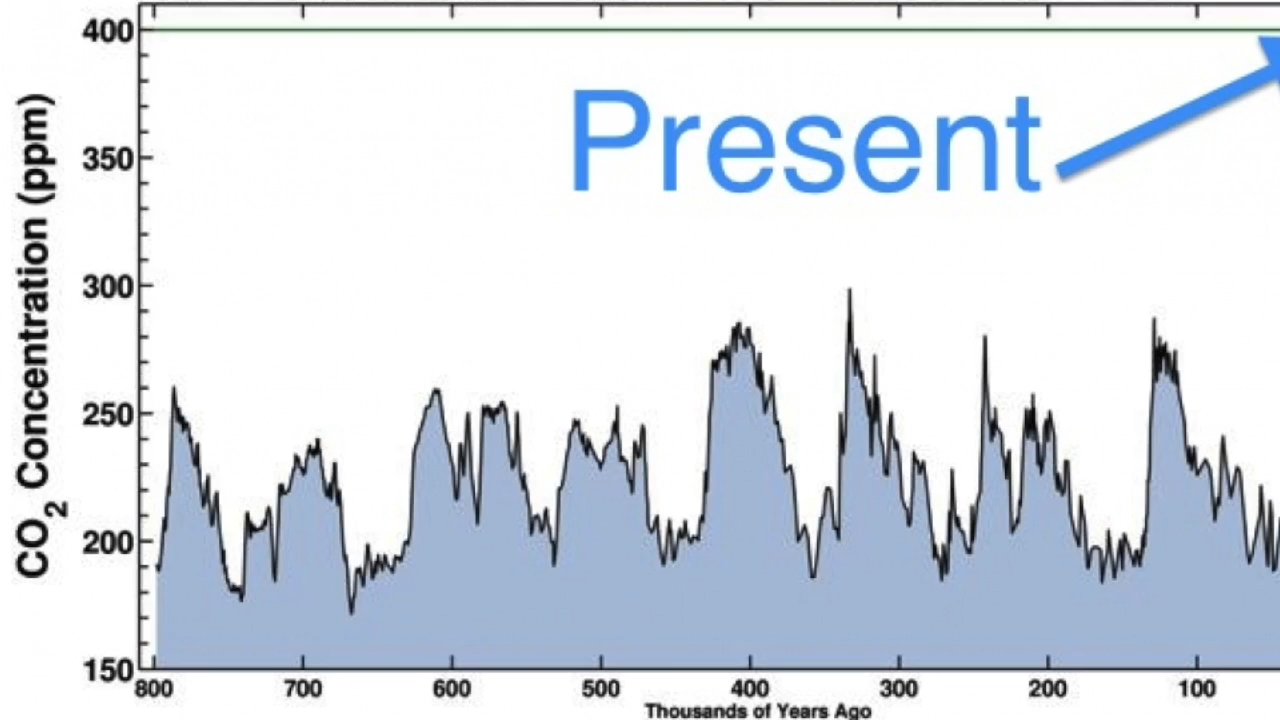 400
Present
350
300
250
200
150
CO2 Concentration (ppm)
800 700 600 500 400 300 200 100
Thousands of Years Ago